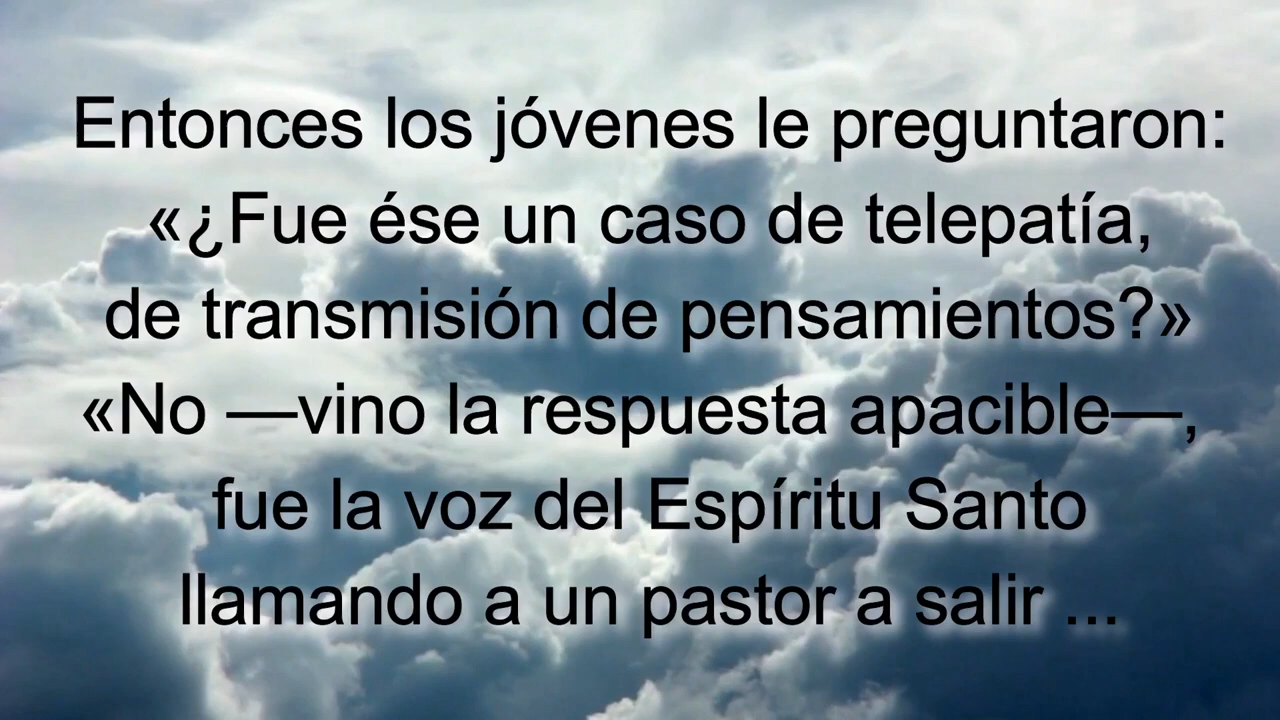 Entonces los jóvenes le preguntaron:
«¿Fue ése un caso de telepatía,
de transmisión de pensamientos?»
«No —vino la respuesta apacible—,
fue la voz del Espíritu Santo
llamando a un pastor a salir ...